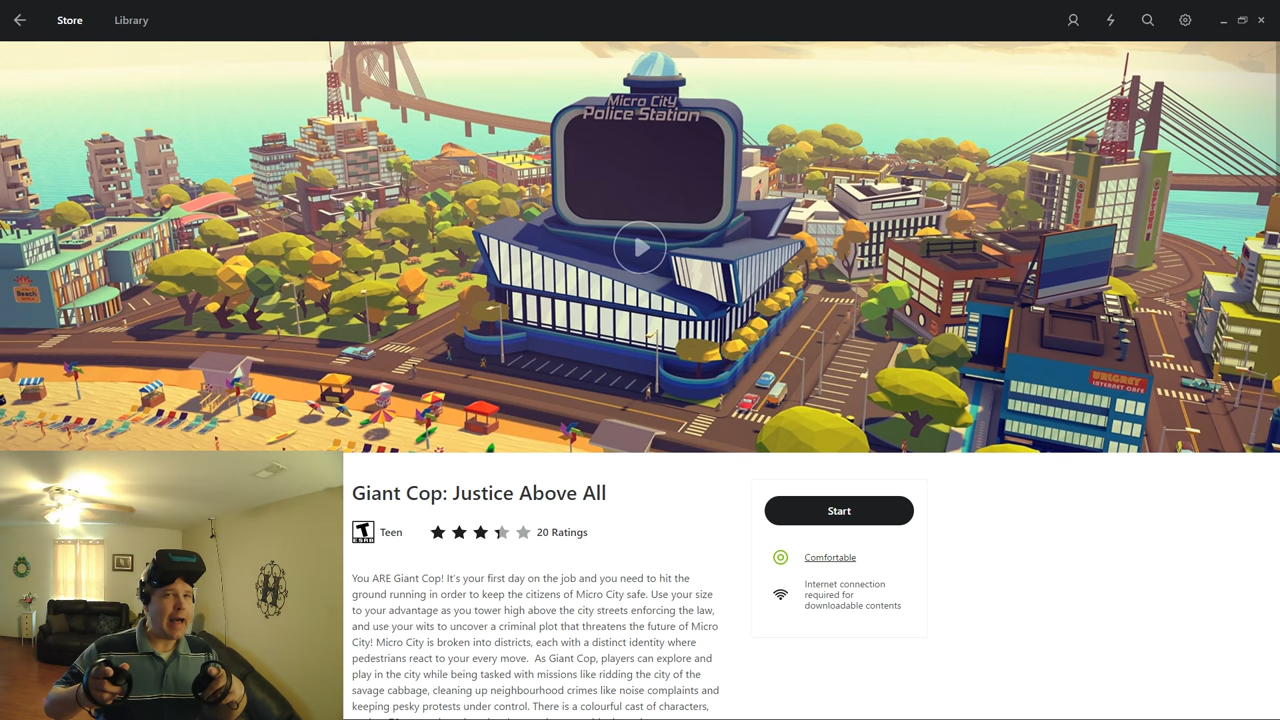 Store
Library
Micro City
Police Station
Beach
UNIGNET
INTERNET CAFE
H
Giant Cop: Justice Above All
T
ESRB
Teen
20 Ratings
You ARE Giant Cop! It's your first day on the job and you need to hit the
ground running in order to keep the citizens of Micro City safe. Use your size
to your advantage as you tower high above the city streets enforcing the law,
and use your wits to uncover a criminal plot that threatens the future of Micro
City! Micro City is broken into districts, each with a distinct identity where
pedestrians react to your every move.  As Giant Cop, players can explore and
play in the city while being tasked with missions like ridding the city of the
savage cabbage, cleaning up neighbourhood crimes like noise complaints and
keeping pesky protests under control. There is a colourful cast of characters,
Start
Comfortable
Internet connection
required for
downloadable contents